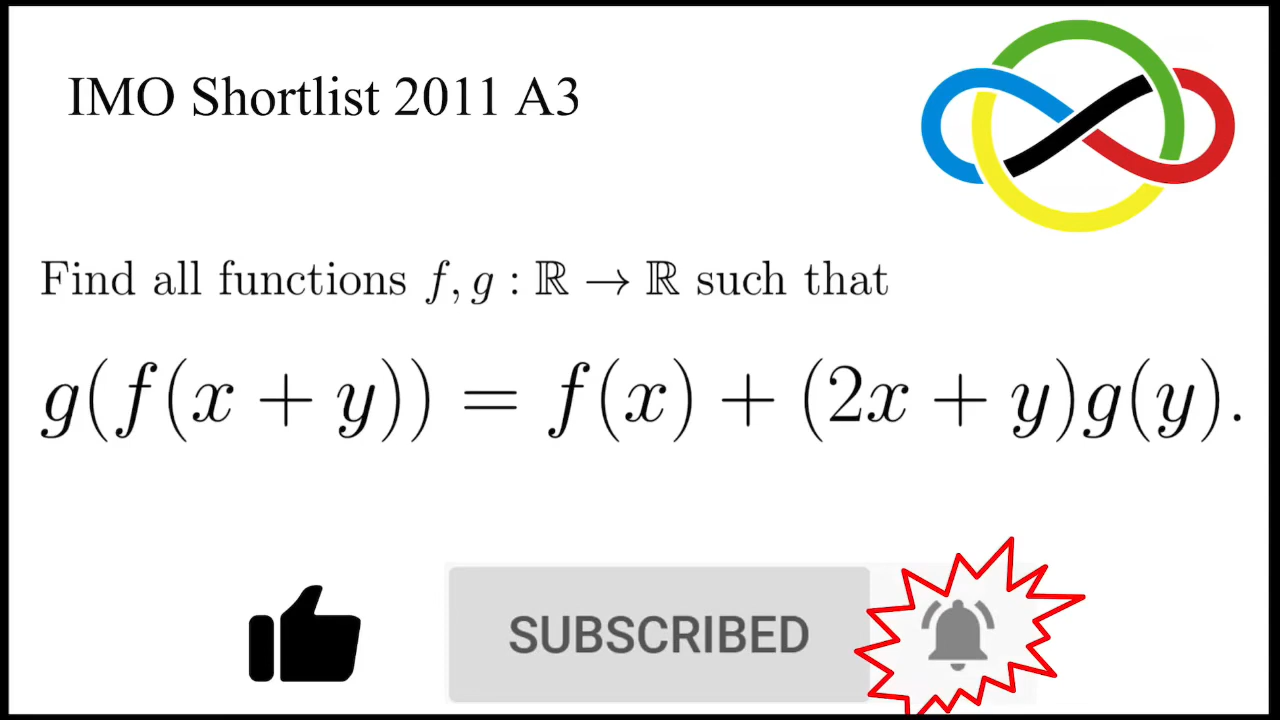 IMO Shortlist 2011 A3
Find all functions f, g : ℝ → ℝ such that
g(f(x + y)) = f(x) + (2x + y)g(y).
SUBSCRIBED